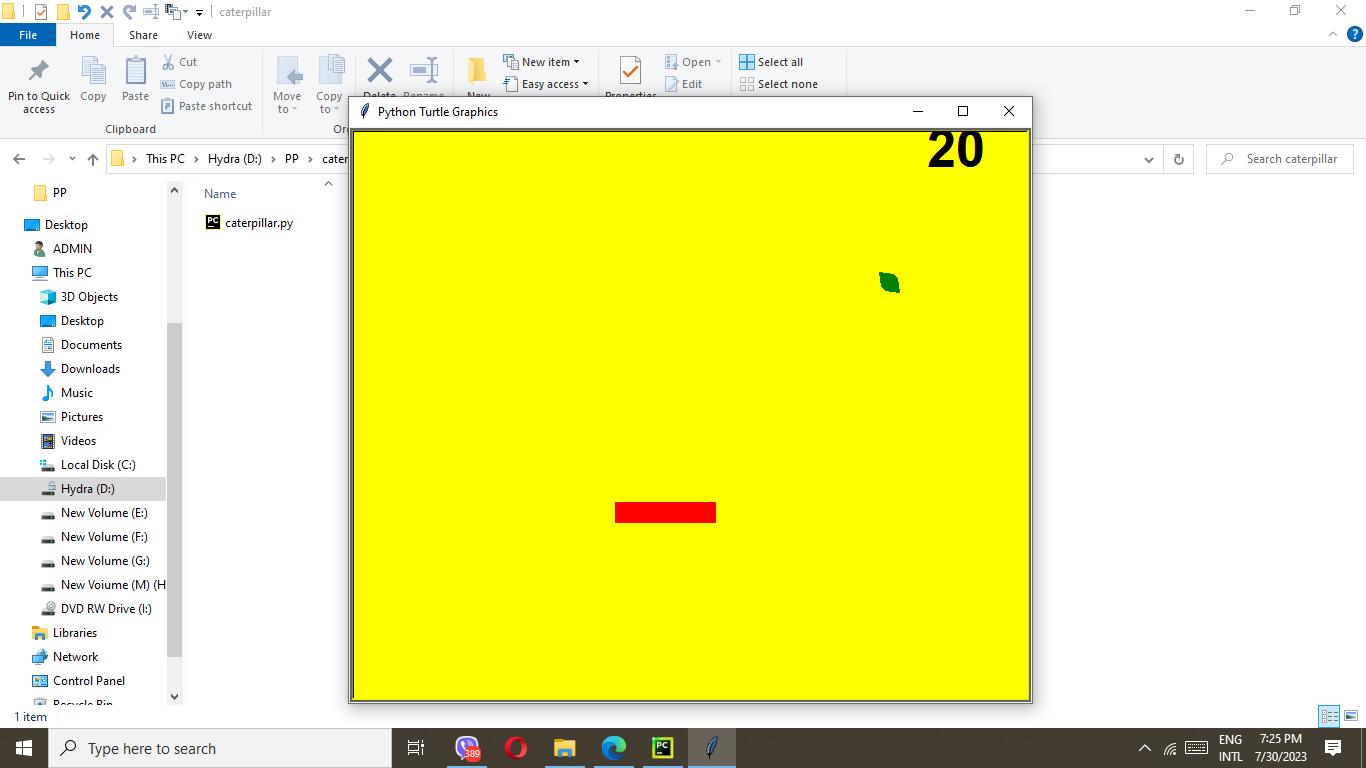 caterpillar
File
Home
Share
View
Pin to Quick access
Copy
Paste
Cut
Copy path
Paste shortcut
Clipboard
Move to
Copy to
Delete
Rename
New
New item
Easy access
Properties
Open
Edit
Select all
Select none
Python Turtle Graphics
20
This PC
Hydra (D:)
PP
cater
Search caterpillar
Name
PC caterpillar.py
PP
Desktop
ADMIN
This PC
3D Objects
Desktop
Documents
Downloads
Music
Pictures
Videos
Local Disk (C:)
Hydra (D:)
New Volume (E:)
New Volume (F:)
New Volume (G:)
New Voiume (M) (H
DVD RW Drive (I:)
Libraries
Network
Control Panel
Recycle Bin
1 item
Type here to search
389
PC
ENG
INTL
7:25 PM
7/30/2023